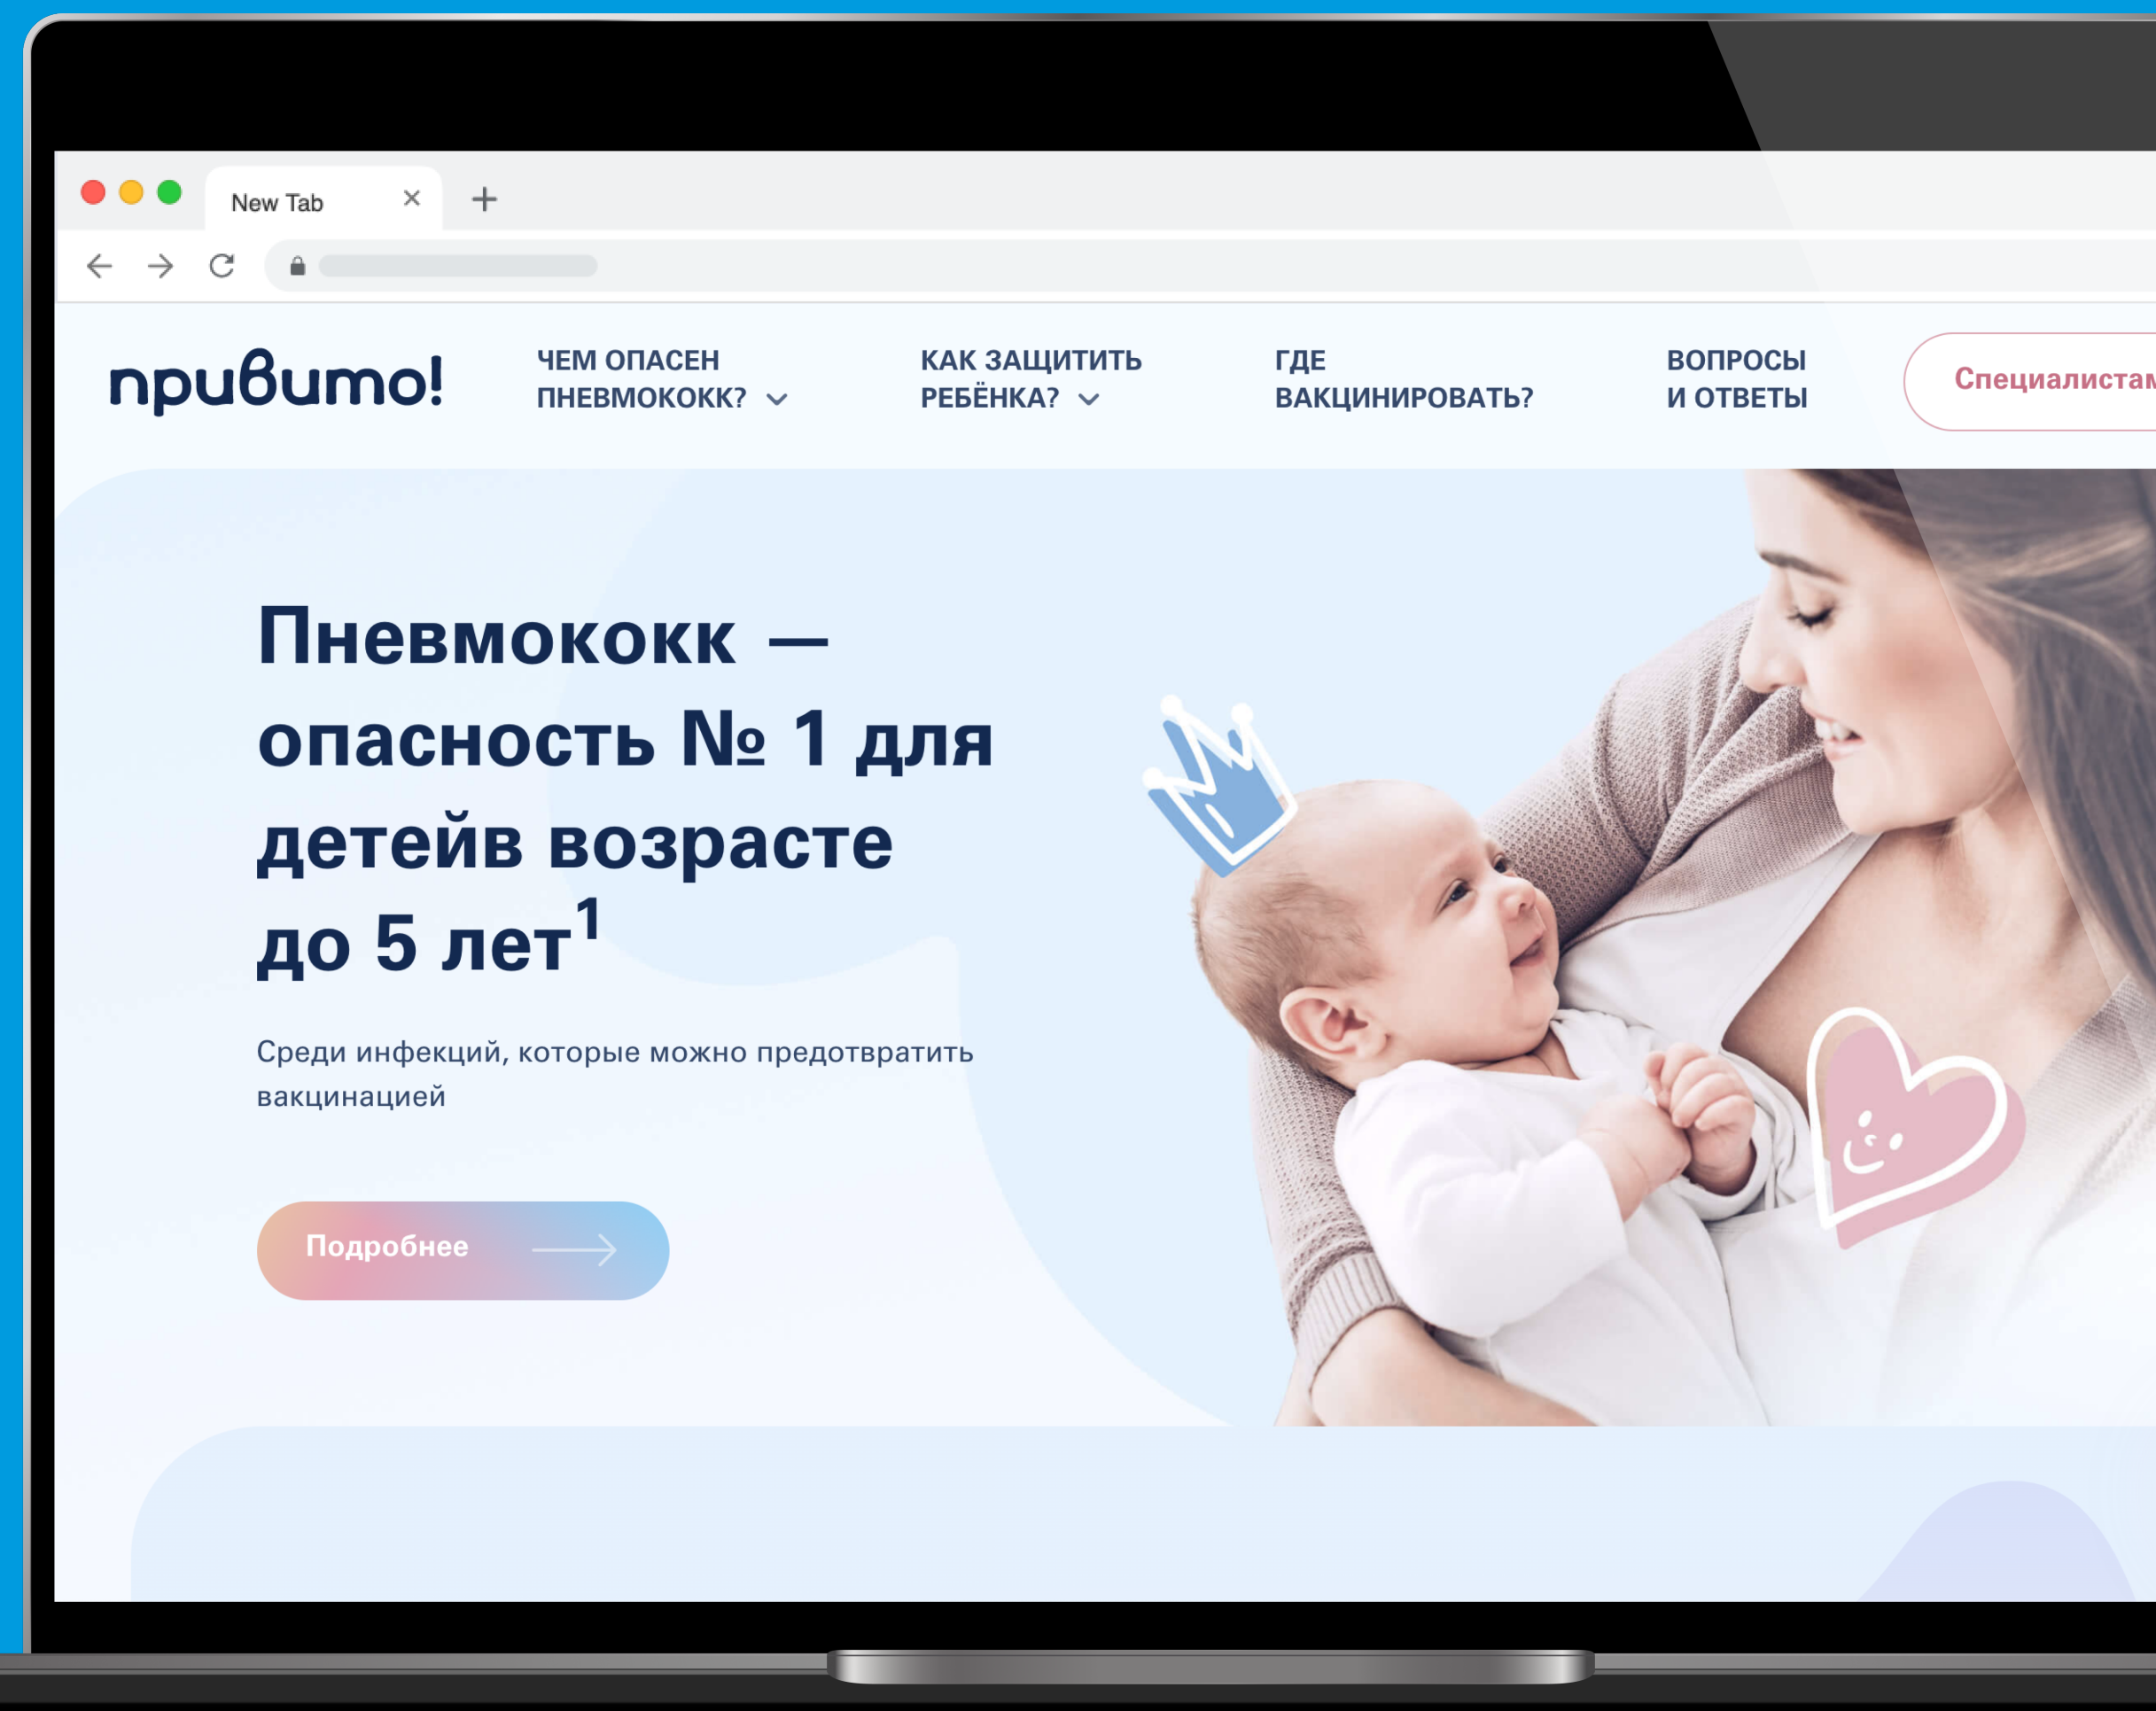 New Tab
привито!
ЧЕМ ОПАСЕН
ПНЕВМОКОКК?
КАК ЗАЩИТИТЬ
РЕБЁНКА?
ГДЕ
ВАКЦИНИРОВАТЬ?
ВОПРОСЫ
И ОТВЕТЫ
Специалистам
Пневмококк —
опасность № 1 для
детейв возрасте
до 5 лет¹
Среди инфекций, которые можно предотвратить
вакцинацией
Подробнее